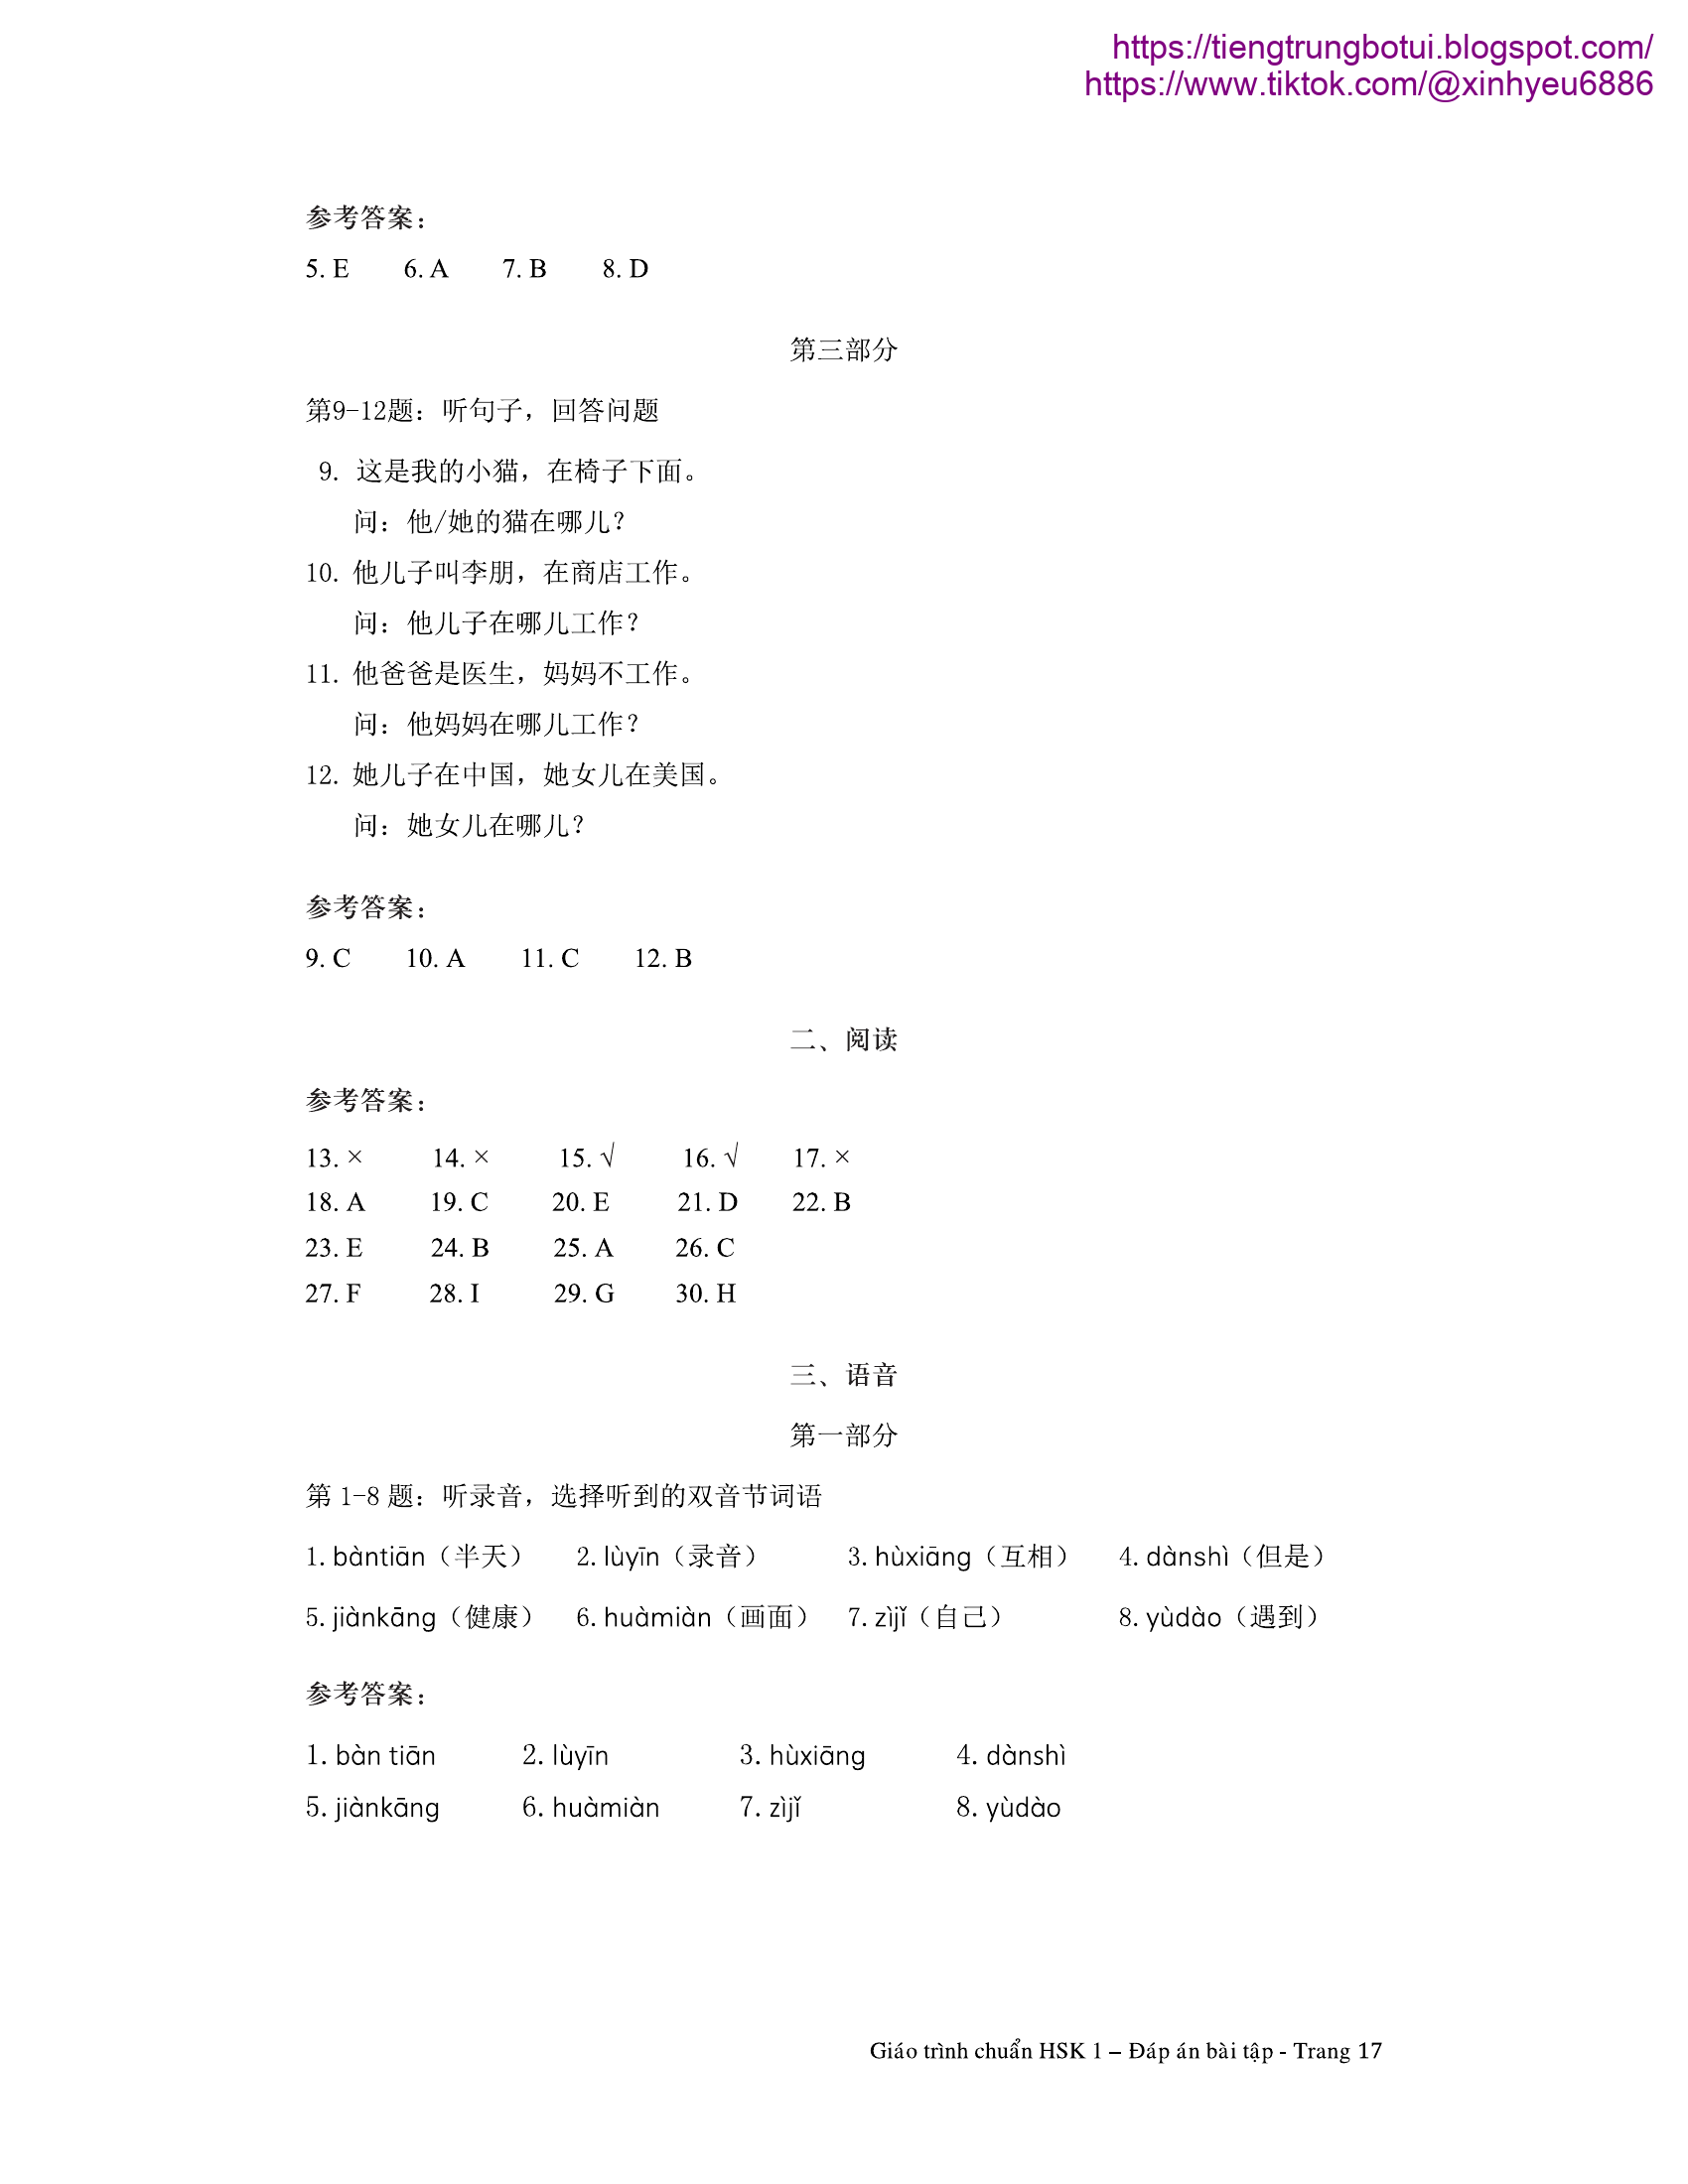 https://tiengtrungbotui.blogspot.com/
https://www.tiktok.com/@xinhyeu6886
参考答案：
5. E 6. A 7. B 8. D
第三部分
第9-12题：听句子，回答问题
9. 这是我的小猫，在椅子下面。
问：他/她的猫在哪儿？
10. 他儿子叫李朋，在商店工作。
问：他儿子在哪儿工作？
11. 他爸爸是医生，妈妈不工作。
问：他妈妈在哪儿工作？
12. 她儿子在中国，她女儿在美国。
问：她女儿在哪儿？
参考答案：
9. C 10. A 11. C 12. B
二、阅读
参考答案：
13. × 14. × 15. √ 16. √ 17. ×
18. A 19. C 20. E 21. D 22. B
23. E 24. B 25. A 26. C
27. F 28. I 29. G 30. H
三、语音
第一部分
第 1-8 题：听录音，选择听到的双音节词语
1. bàntiān（半天） 2. lùyīn（录音） 3. hùxiāng（互相） 4. dànshì（但是）
5. jiànkāng（健康） 6. huàmiàn（画面） 7. zìjǐ（自己） 8. yùdào（遇到）
参考答案：
1. bàn tiān 2. lùyīn 3. hùxiāng 4. dànshì
5. jiànkāng 6. huàmiàn 7. zìjǐ 8. yùdào
Giáo trình chuẩn HSK 1 – Đáp án bài tập - Trang 17